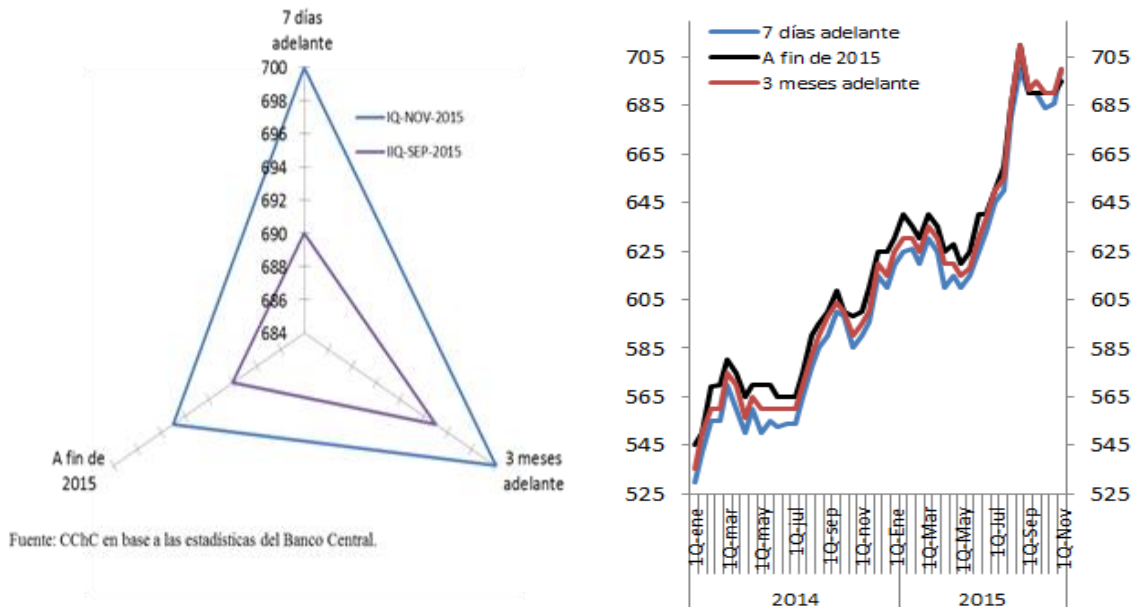 7 días
adelante
700
698
696
694
692
690
688
686
684
IQ-NOV-2015
IIQ-SEP-2015
A fin de
2015
3 meses
adelante
Fuente: CChC en base a las estadísticas del Banco Central.
7 días adelante
A fin de 2015
3 meses adelante
705
685
665
645
625
605
585
565
545
525
705
685
665
645
625
605
585
565
545
525
1Q-ene
1Q-mar
1Q-may
1Q-jul
1Q-sep
1Q-nov
1Q-Ene
1Q-Mar
1Q-May
1Q-Jul
1Q-Sep
1Q-Nov
2014
2015